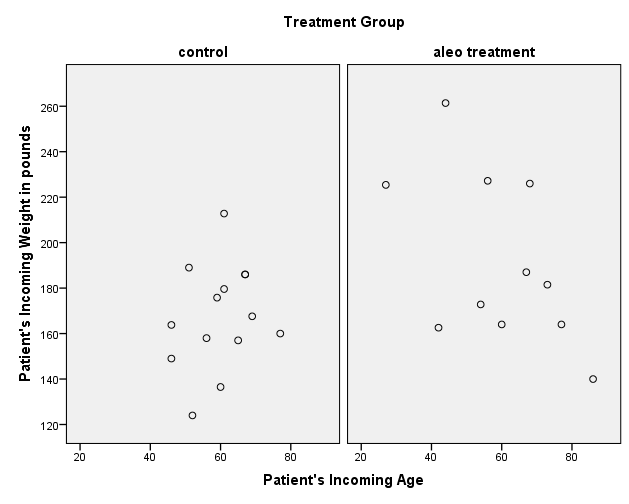 Treatment Group
control
aleo treatment
Patient's Incoming Weight in pounds
260
240
220
200
180
160
140
120
20 40 60 80 20 40 60 80
Patient's Incoming Age